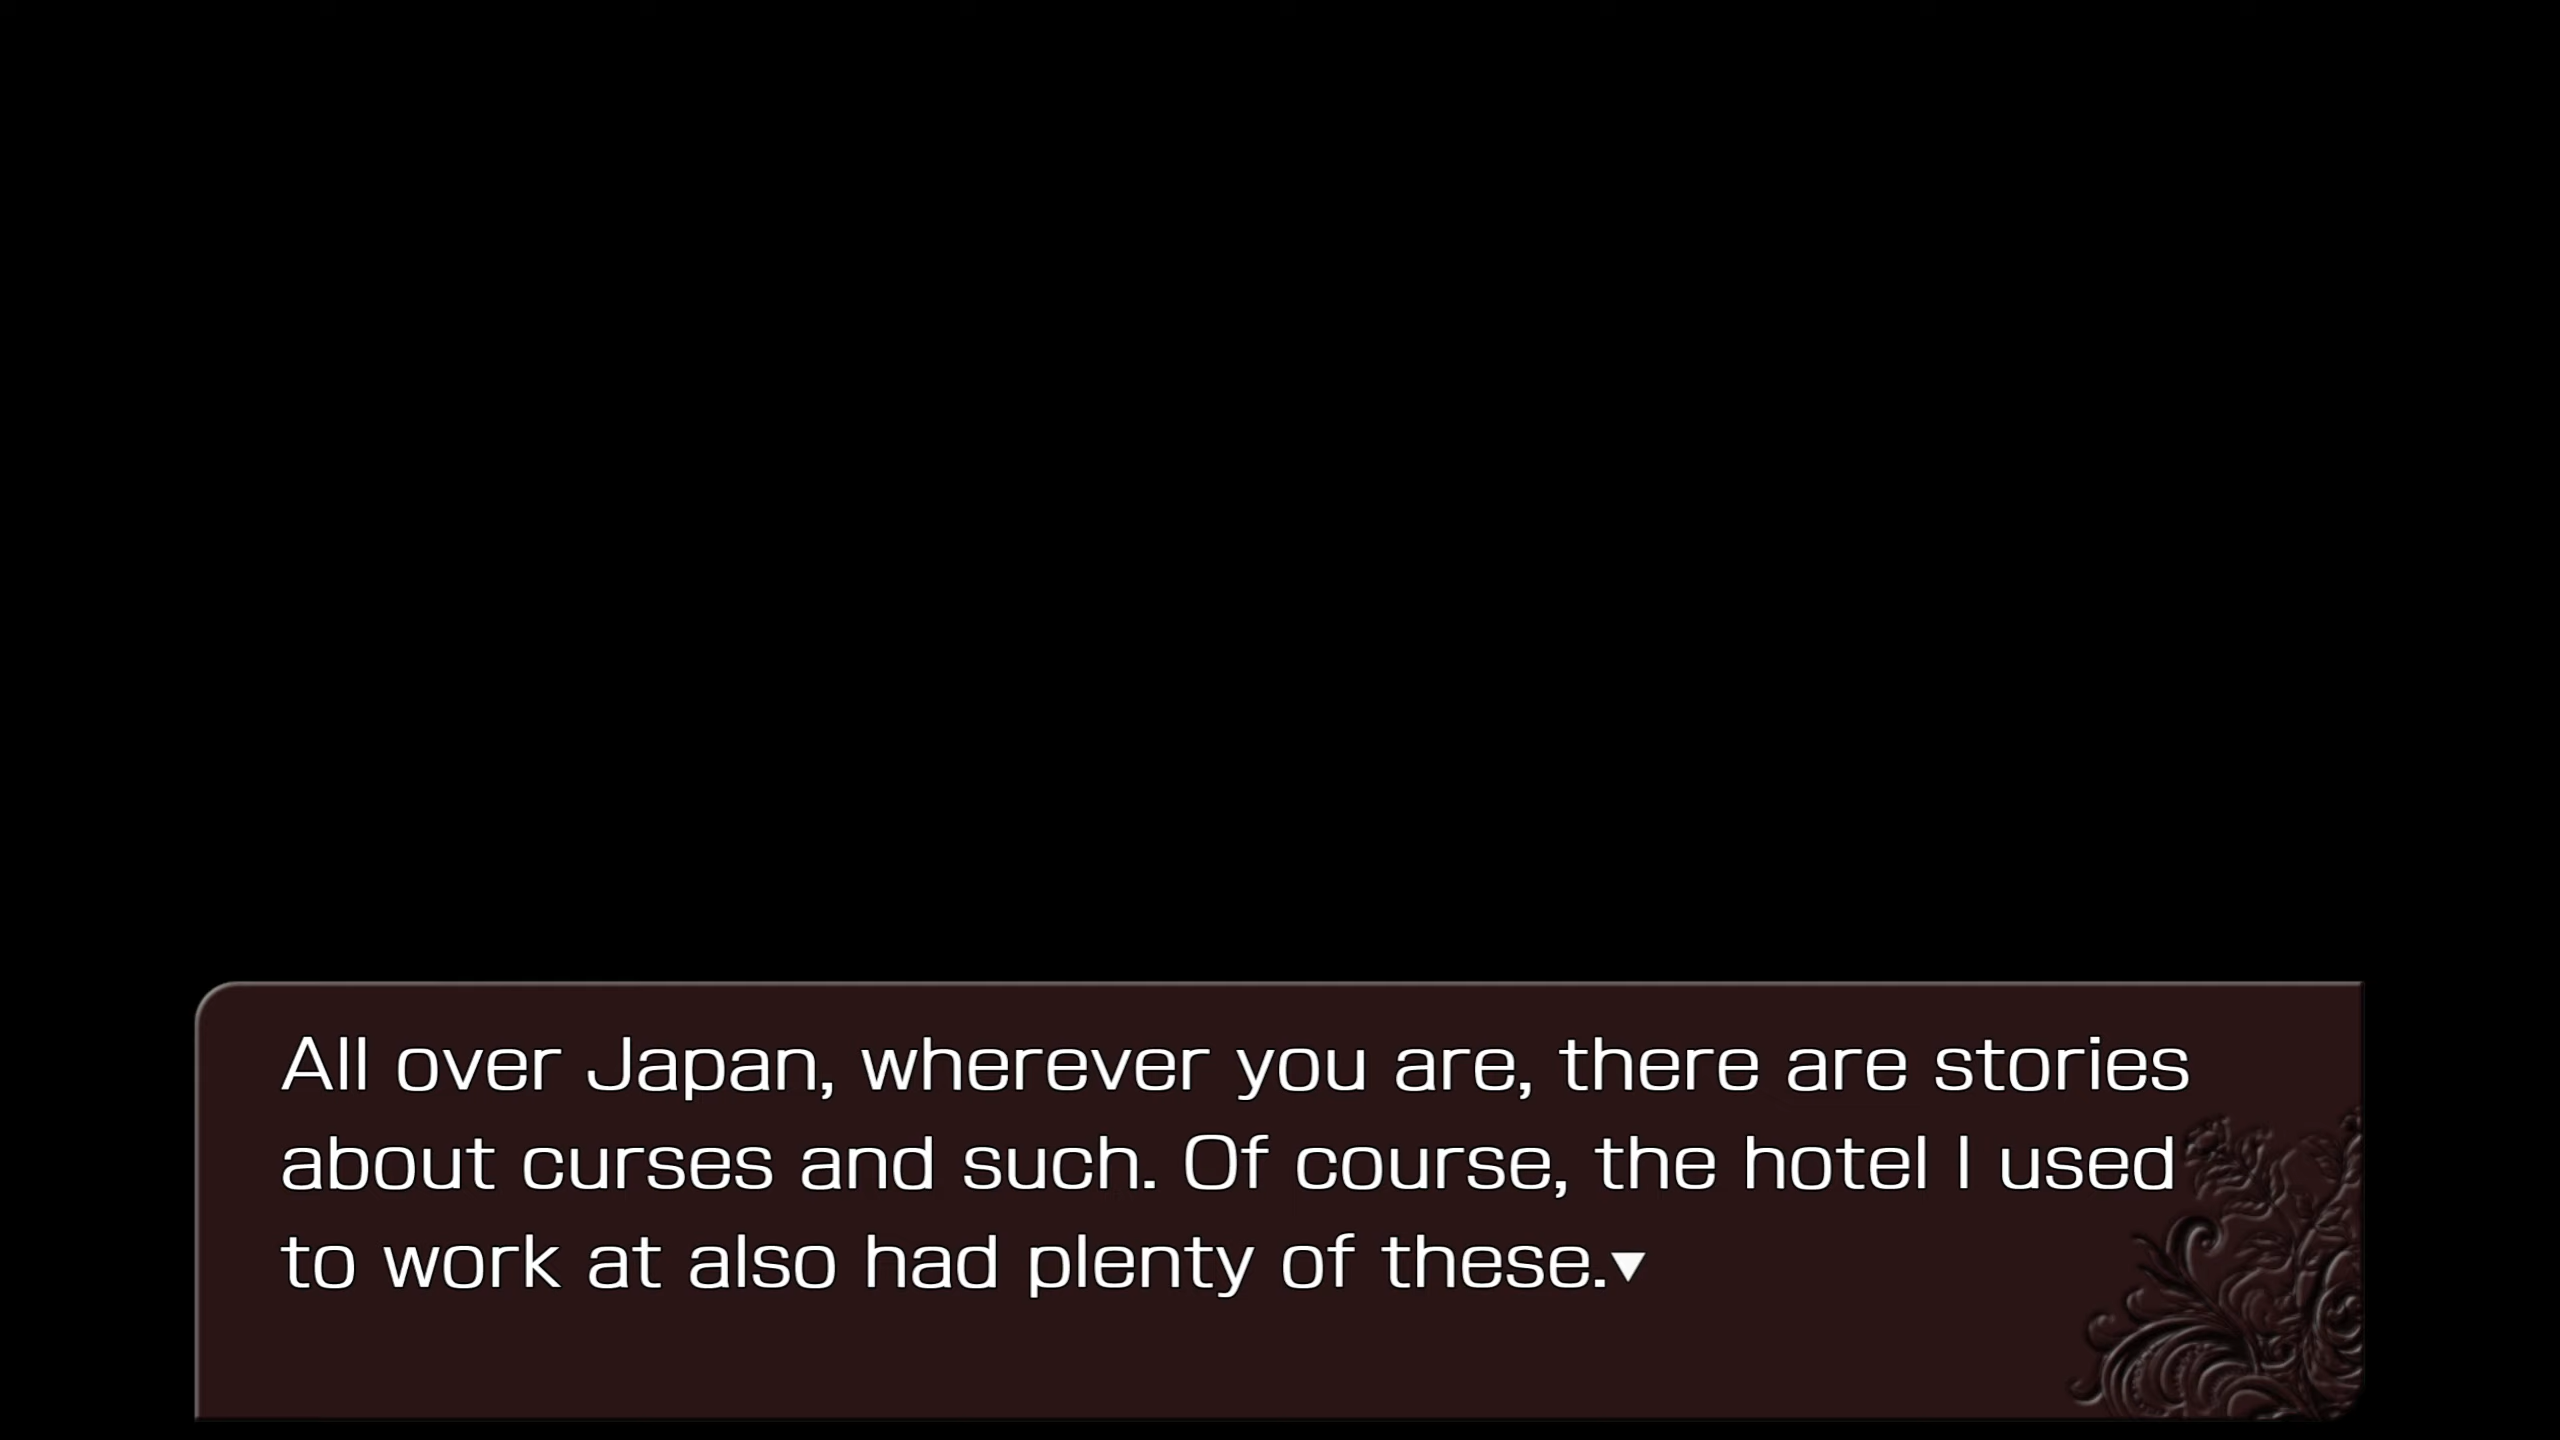 All over Japan, wherever you are, there are stories
about curses and such. Of course, the hotel I used
to work at also had plenty of these.▼